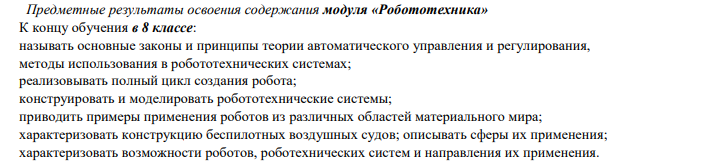 Предметные результаты освоения содержания модуля «Робототехника»
К концу обучения в 8 классе:
называть основные законы и принципы теории автоматического управления и регулирования,
методы использования в робототехнических системах;
реализовывать полный цикл создания робота;
конструировать и моделировать робототехнические системы;
приводить примеры применения роботов из различных областей материального мира;
характеризовать конструкцию беспилотных воздушных судов; описывать сферы их применения;
характеризовать возможности роботов, роботехнических систем и направления их применения.